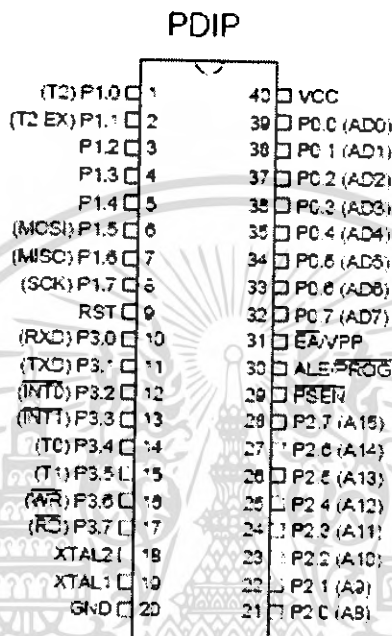 PDIP
(T2) P1.0 1 40 VCC
(T2 EX) P1.1 2 39 P0.0 (AD0)
P1.2 3 38 P0.1 (AD1)
P1.3 4 37 P0.2 (AD2)
P1.4 5 36 P0.3 (AD3)
(MOSI) P1.5 6 35 P0.4 (AD4)
(MISO) P1.6 7 34 P0.5 (AD5)
(SCK) P1.7 8 33 P0.6 (AD6)
RST 9 32 P0.7 (AD7)
(RXD) P3.0 10 31 E̅A̅/VPP
(TXD) P3.1 11 30 ALE/P̅R̅O̅G̅
(I̅N̅T̅0̅) P3.2 12 29 P̅S̅E̅N̅
(I̅N̅T̅1̅) P3.3 13 28 P2.7 (A15)
(T0) P3.4 14 27 P2.6 (A14)
(T1) P3.5 15 26 P2.5 (A13)
(W̅R̅) P3.6 16 25 P2.4 (A12)
(R̅D̅) P3.7 17 24 P2.3 (A11)
XTAL2 18 23 P2.2 (A10)
XTAL1 19 22 P2.1 (A9)
GND 20 21 P2.0 (A8)